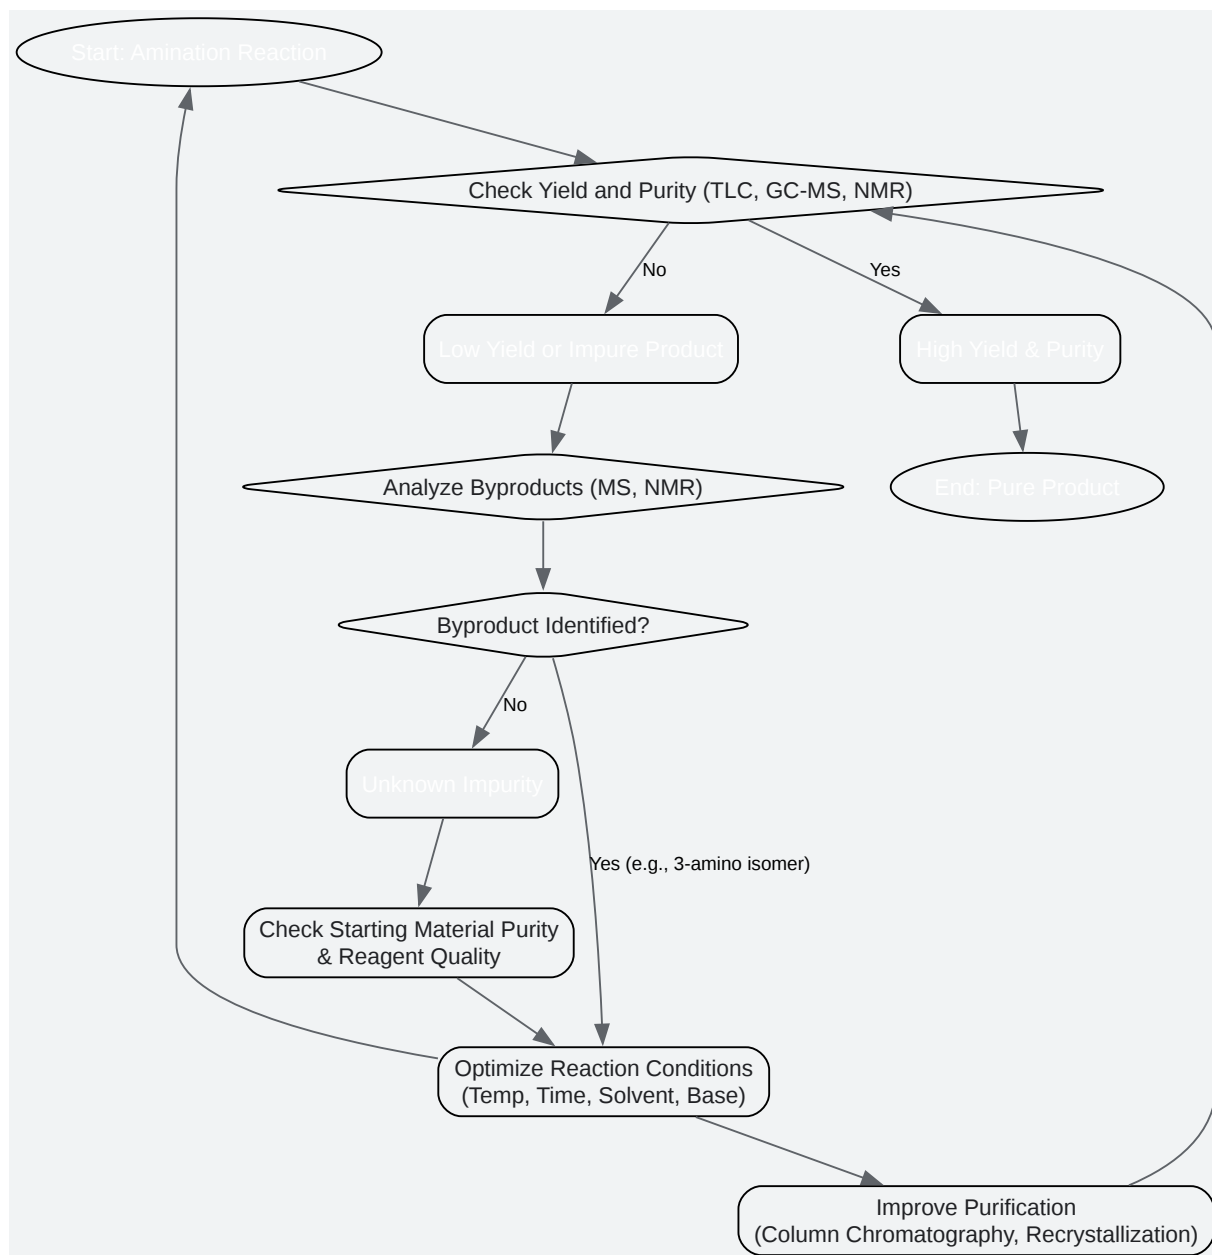 Start: Amination Reaction
Check Yield and Purity (TLC, GC-MS, NMR)
No
Yes
Low Yield or Impure Product
High Yield & Purity
Analyze Byproducts (MS, NMR)
End: Pure Product
Byproduct Identified?
No
Unknown Impurity
Yes (e.g., 3-amino isomer)
Check Starting Material Purity
& Reagent Quality
Optimize Reaction Conditions
(Temp, Time, Solvent, Base)
Improve Purification
(Column Chromatography, Recrystallization)